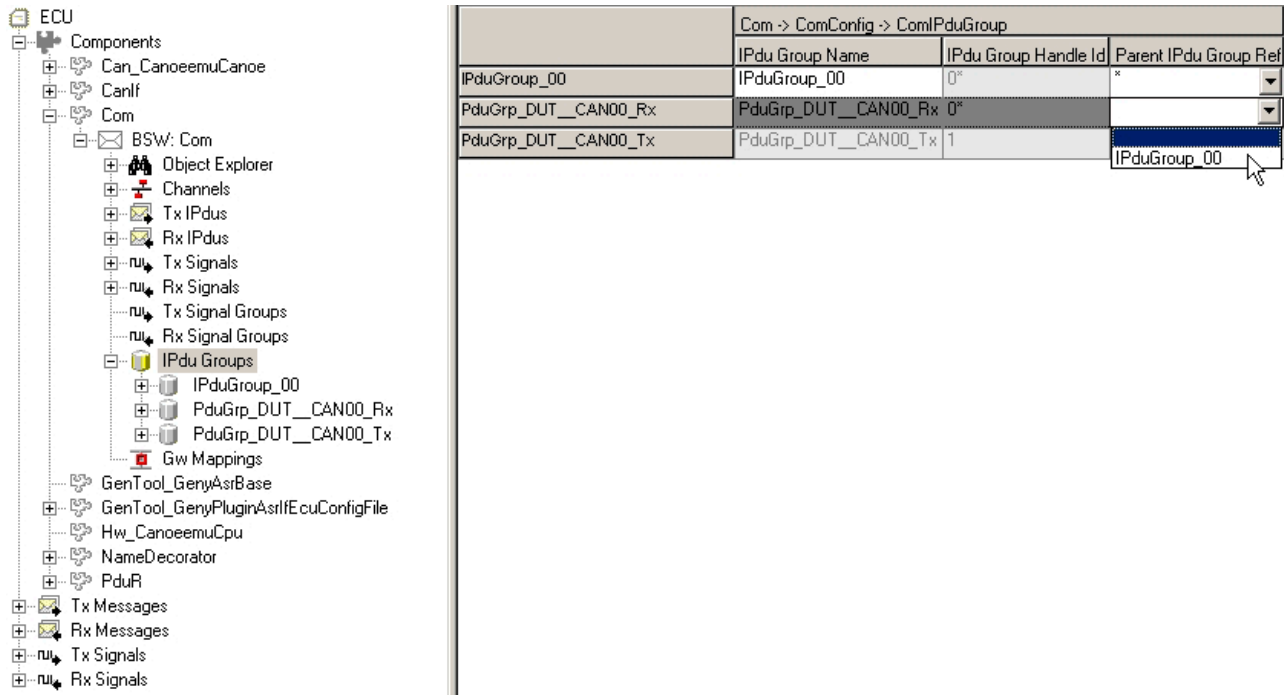 ECU
Components
Can_CanoeemuCanoe
CanIf
Com
BSW: Com
Object Explorer
Channels
Tx IPdus
Rx IPdus
Tx Signals
Rx Signals
Tx Signal Groups
Rx Signal Groups
IPdu Groups
IPduGroup_00
PduGrp_DUT__CAN00_Rx
PduGrp_DUT__CAN00_Tx
Gw Mappings
GenTool_GenyAsrBase
GenTool_GenyPluginAsrIfEcuConfigFile
Hw_CanoeemuCpu
NameDecorator
PduR
Tx Messages
Rx Messages
Tx Signals
Rx Signals
Com -> ComConfig -> ComIPduGroup
IPdu Group Name IPdu Group Handle Id Parent IPdu Group Ref
IPduGroup_00 IPduGroup_00 0* *
PduGrp_DUT__CAN00_Rx PduGrp_DUT__CAN00_Rx 0*
PduGrp_DUT__CAN00_Tx PduGrp_DUT__CAN00_Tx 1
IPduGroup_00